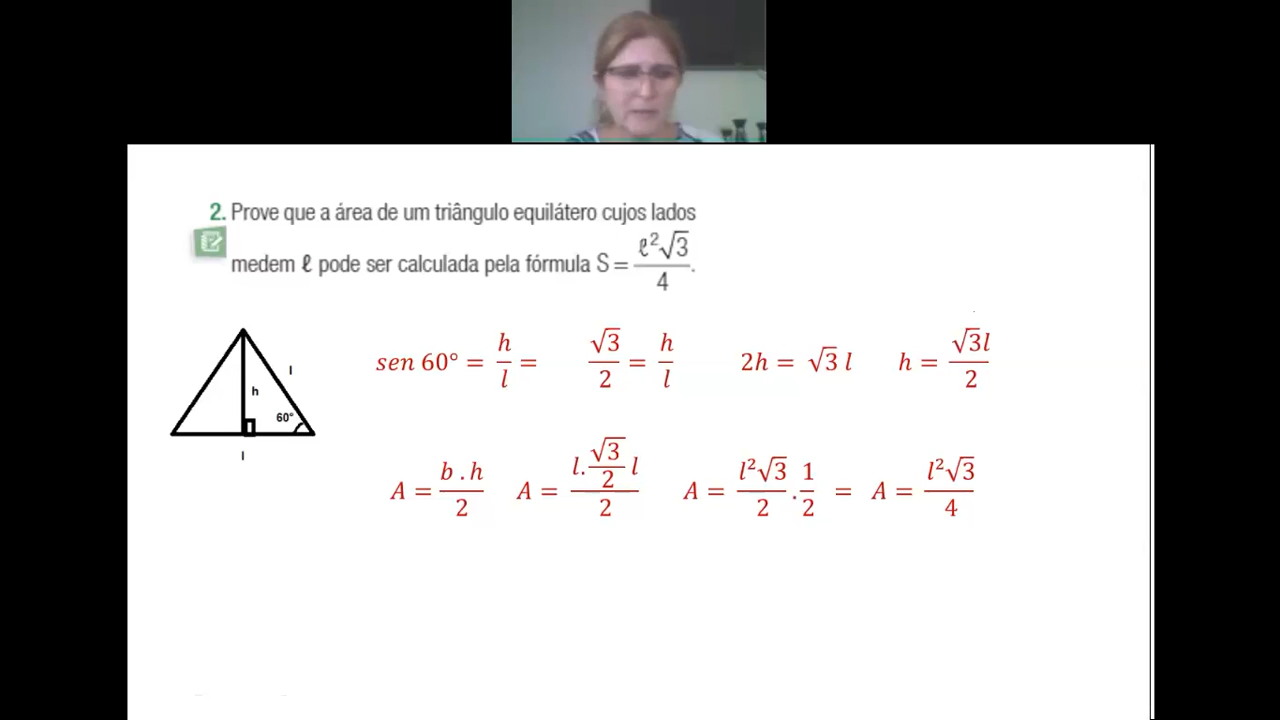 2. Prove que a área de um triângulo equilátero cujos lados
medem ℓ pode ser calculada pela fórmula S = ℓ²√3/4.
sen 60° = h/l = √3/2 = h/l 2h = √3 l h = √3l/2
l
h
60°
l
A = b . h/2 A = l.√3/2 l/2 A = l²√3/2 . 1/2 = A = l²√3/4